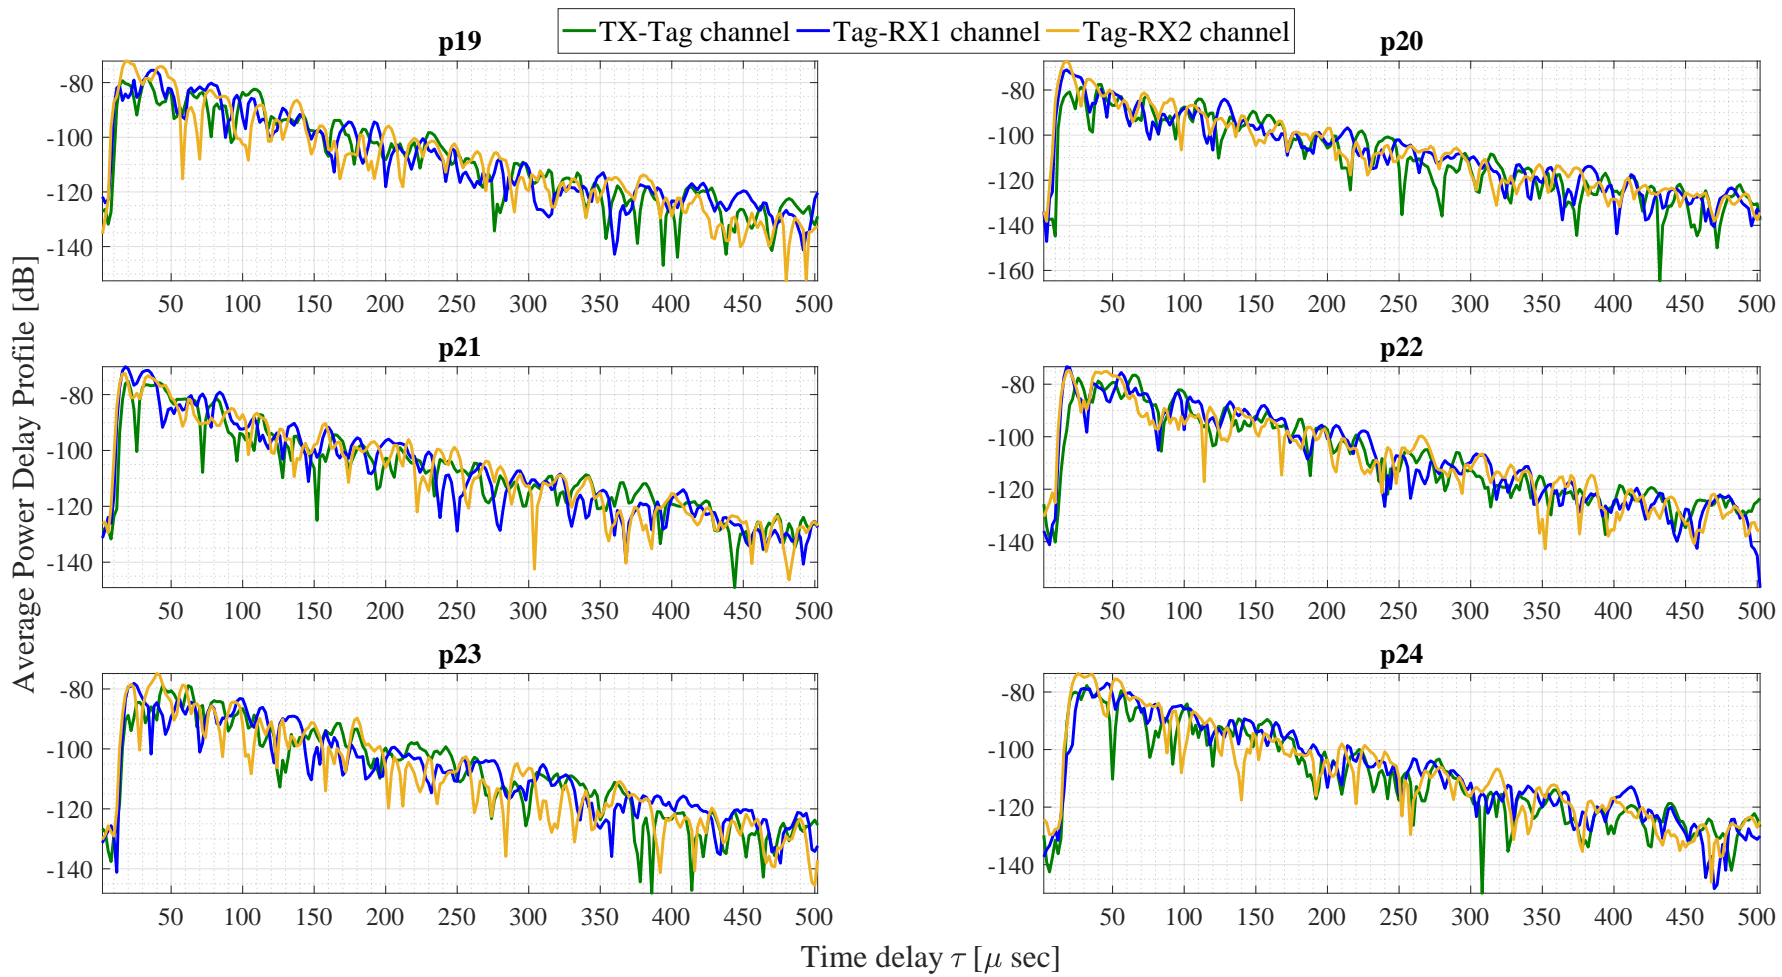 TX-Tag channel Tag-RX1 channel Tag-RX2 channel
p19 p20
-80 -100 -120 -140
50 100 150 200 250 300 350 400 450 500
-80 -100 -120 -140 -160
50 100 150 200 250 300 350 400 450 500
p21 p22
-80 -100 -120 -140
50 100 150 200 250 300 350 400 450 500
-80 -100 -120 -140
50 100 150 200 250 300 350 400 450 500
p23 p24
-80 -100 -120 -140
50 100 150 200 250 300 350 400 450 500
-80 -100 -120 -140
50 100 150 200 250 300 350 400 450 500
Average Power Delay Profile [dB]
Time delay τ [μ sec]